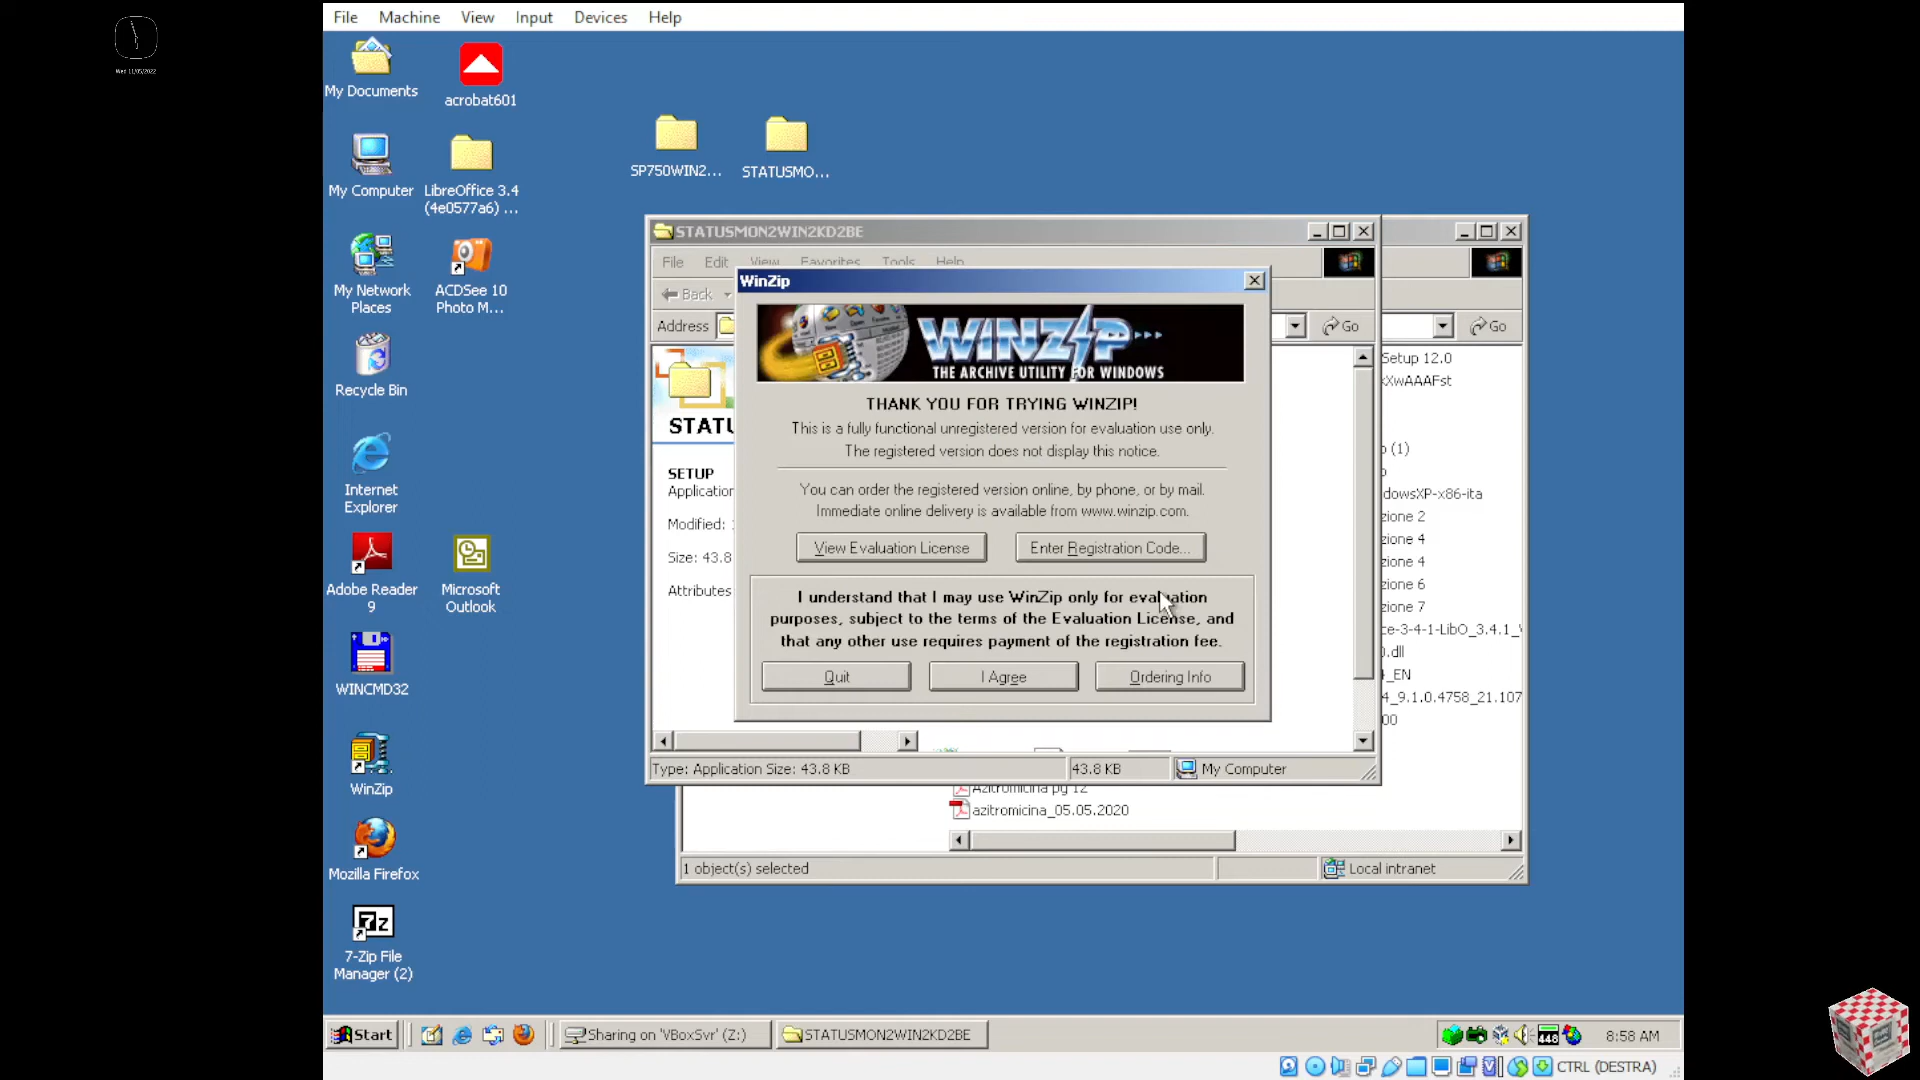 File Machine View Input Devices Help
Wed 11/05/2022
My Documents
acrobat601
My Computer
LibreOffice 3.4
(4e0577a6) ...
My Network
Places
ACDSee 10
Photo M...
Recycle Bin
Internet
Explorer
Adobe Reader
9
Microsoft
Outlook
WINCMD32
WinZip
Mozilla Firefox
7z
7-Zip File
Manager (2)
SP750WIN2...
STATUSMO...
STATUSMON2WIN2KD2BE
File Edit View Favorites Tools Help
Back
Address
Go
Go
STATU
SETUP
Application
Modified:
Size: 43.8
Attributes
WinZip
WINZIP
THE ARCHIVE UTILITY FOR WINDOWS
THANK YOU FOR TRYING WINZIP!
This is a fully functional unregistered version for evaluation use only.
The registered version does not display this notice.
You can order the registered version online, by phone, or by mail.
Immediate online delivery is available from www.winzip.com.
View Evaluation License
Enter Registration Code...
I understand that I may use WinZip only for evaluation
purposes, subject to the terms of the Evaluation License, and
that any other use requires payment of the registration fee.
Quit
I Agree
Ordering Info
Setup 12.0
XwAAAFst
(1)
dowsXP-x86-ita
zione 2
zione 4
zione 4
zione 6
zione 7
ce-3-4-1-LibO_3.4.1_
.dll
_EN
4_9.1.0.4758_21.107
00
Type: Application Size: 43.8 KB
43.8 KB
My Computer
Azitromicina pg 12
azitromicina_05.05.2020
1 object(s) selected
Local intranet
Start
Sharing on 'VBoxSvr' (Z:)
STATUSMON2WIN2KD2BE
448
8:58 AM
CTRL (DESTRA)